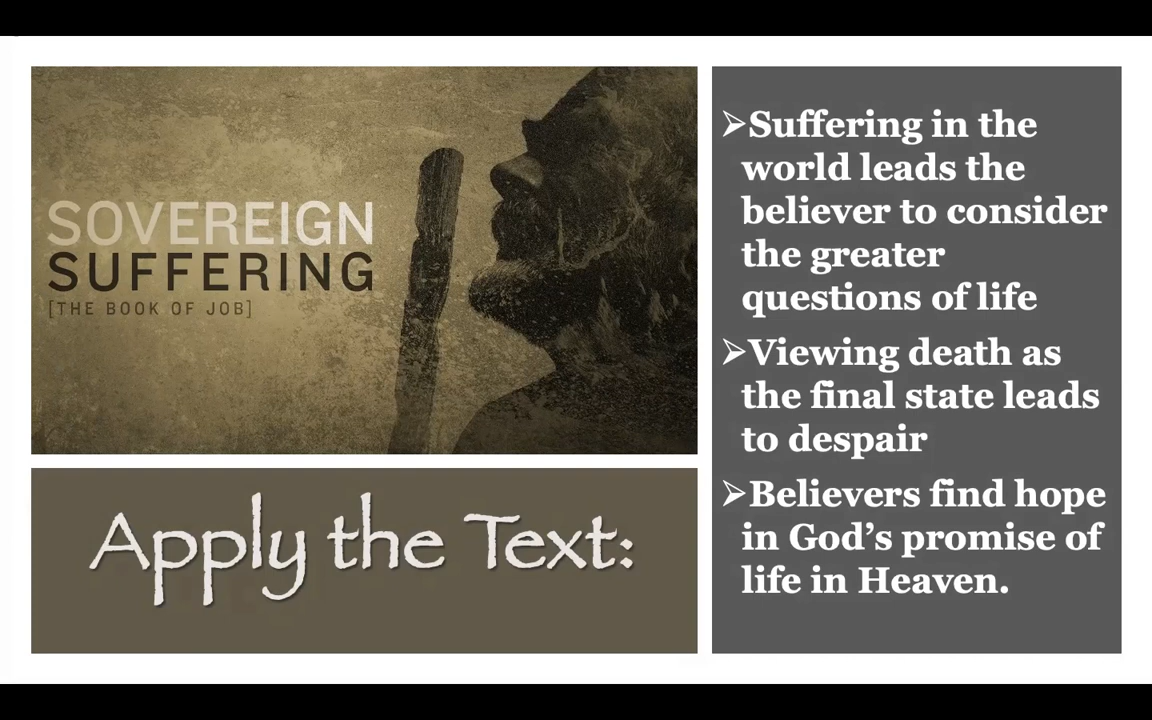 SOVEREIGN
SUFFERING
[THE BOOK OF JOB]
Apply the Text:
➢Suffering in the
world leads the
believer to consider
the greater
questions of life
➢Viewing death as
the final state leads
to despair
➢Believers find hope
in God’s promise of
life in Heaven.